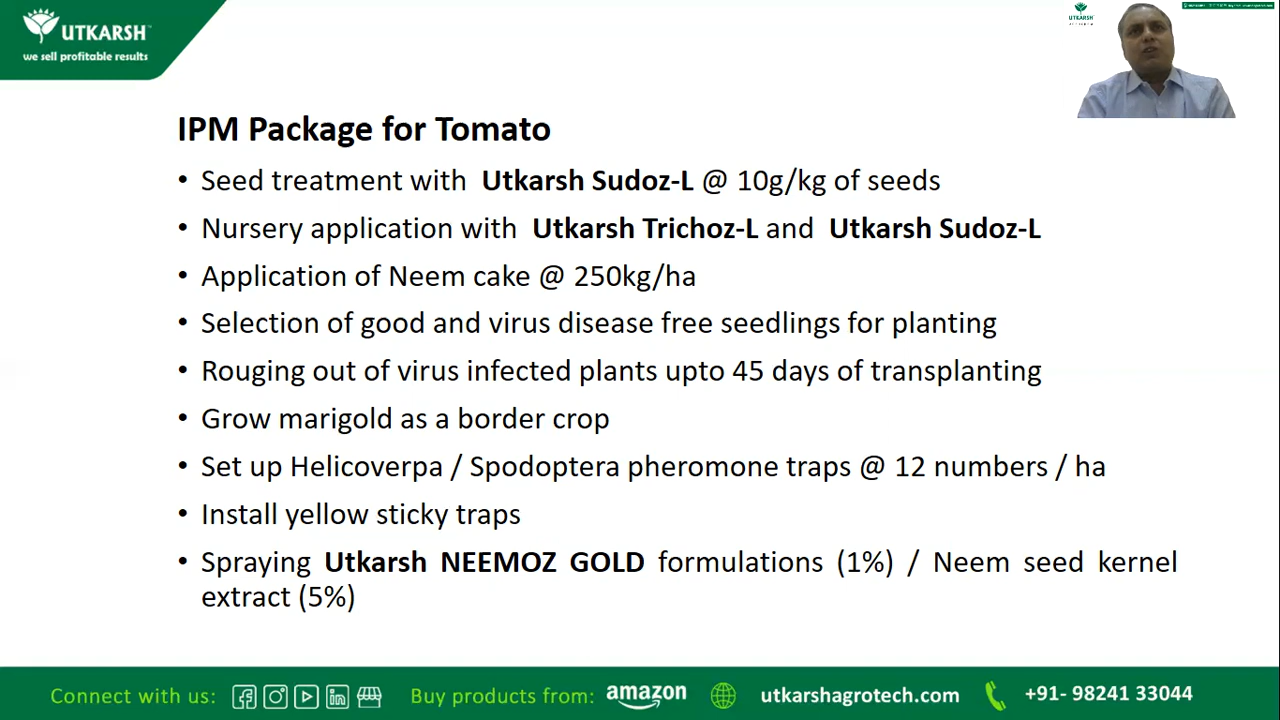 UTKARSH
we sell profitable results
UTKARSH
IPM Package for Tomato
• Seed treatment with Utkarsh Sudoz-L @ 10g/kg of seeds
• Nursery application with Utkarsh Trichoz-L and Utkarsh Sudoz-L
• Application of Neem cake @ 250kg/ha
• Selection of good and virus disease free seedlings for planting
• Rouging out of virus infected plants upto 45 days of transplanting
• Grow marigold as a border crop
• Set up Helicoverpa / Spodoptera pheromone traps @ 12 numbers / ha
• Install yellow sticky traps
• Spraying Utkarsh NEEMOZ GOLD formulations (1%) / Neem seed kernel
extract (5%)
Connect with us: Buy products from: amazon utkarshagrotech.com +91- 98241 33044